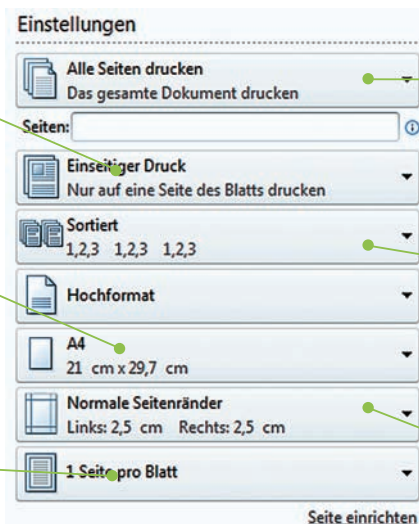 Einstellungen
Alle Seiten drucken
Das gesamte Dokument drucken
Seiten:
Einseitiger Druck
Nur auf eine Seite des Blatts drucken
Sortiert
1,2,3 1,2,3 1,2,3
Hochformat
A4
21 cm x 29,7 cm
Normale Seitenränder
Links: 2,5 cm Rechts: 2,5 cm
1 Seite pro Blatt
Seite einrichten